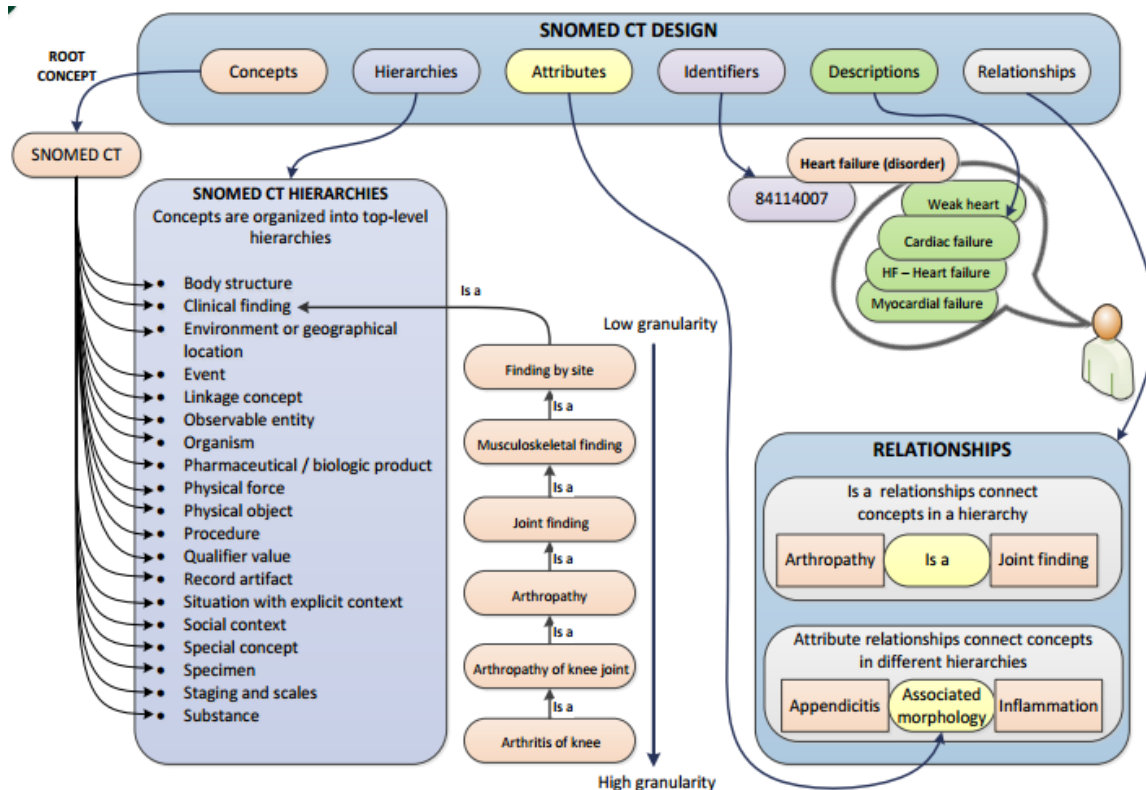 SNOMED CT DESIGN
ROOT
CONCEPT
Concepts
Hierarchies
Attributes
Identifiers
Descriptions
Relationships
SNOMED CT
SNOMED CT HIERARCHIES
Concepts are organized into top-level
hierarchies
• Body structure
• Clinical finding
• Environment or geographical
location
• Event
• Linkage concept
• Observable entity
• Organism
• Pharmaceutical / biologic product
• Physical force
• Physical object
• Procedure
• Qualifier value
• Record artifact
• Situation with explicit context
• Social context
• Special concept
• Specimen
• Staging and scales
• Substance
Is a
Finding by site
Is a
Musculoskeletal finding
Is a
Joint finding
Is a
Arthropathy
Is a
Arthropathy of knee joint
Is a
Arthritis of knee
Low granularity
High granularity
Heart failure (disorder)
84114007
Weak heart
Cardiac failure
HF – Heart failure
Myocardial failure
RELATIONSHIPS
Is a relationships connect
concepts in a hierarchy
Arthropathy
Is a
Joint finding
Attribute relationships connect concepts
in different hierarchies
Appendicitis
Associated
morphology
Inflammation